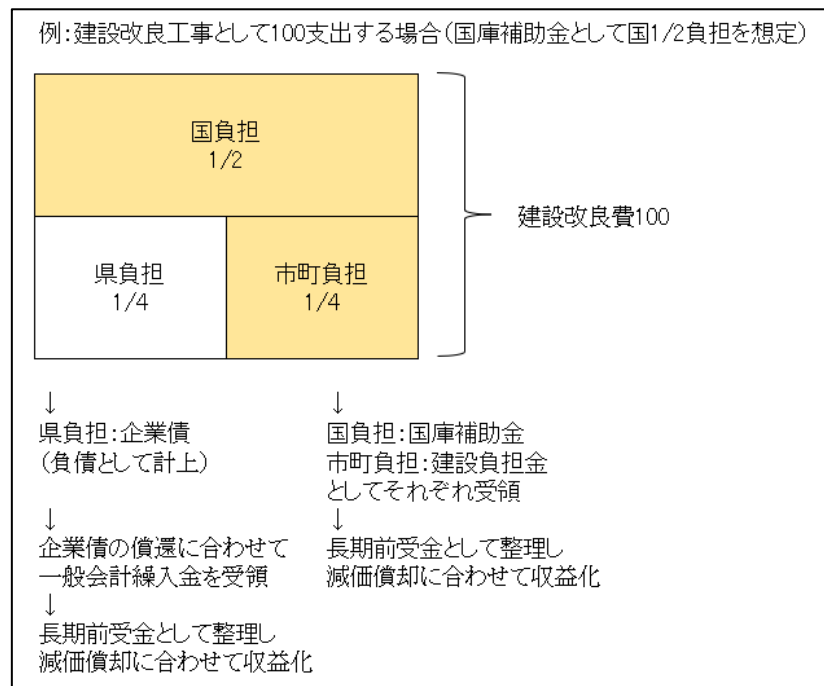 例:建設改良工事として100支出する場合(国庫補助金として国1/2負担を想定)
国負担
1/2
県負担
1/4
市町負担
1/4
建設改良費100
↓
県負担:企業債
(負債として計上)
↓
企業債の償還に合わせて
一般会計繰入金を受領
↓
長期前受金として整理し
減価償却に合わせて収益化
↓
国負担:国庫補助金
市町負担:建設負担金
としてそれぞれ受領
↓
長期前受金として整理し
減価償却に合わせて収益化